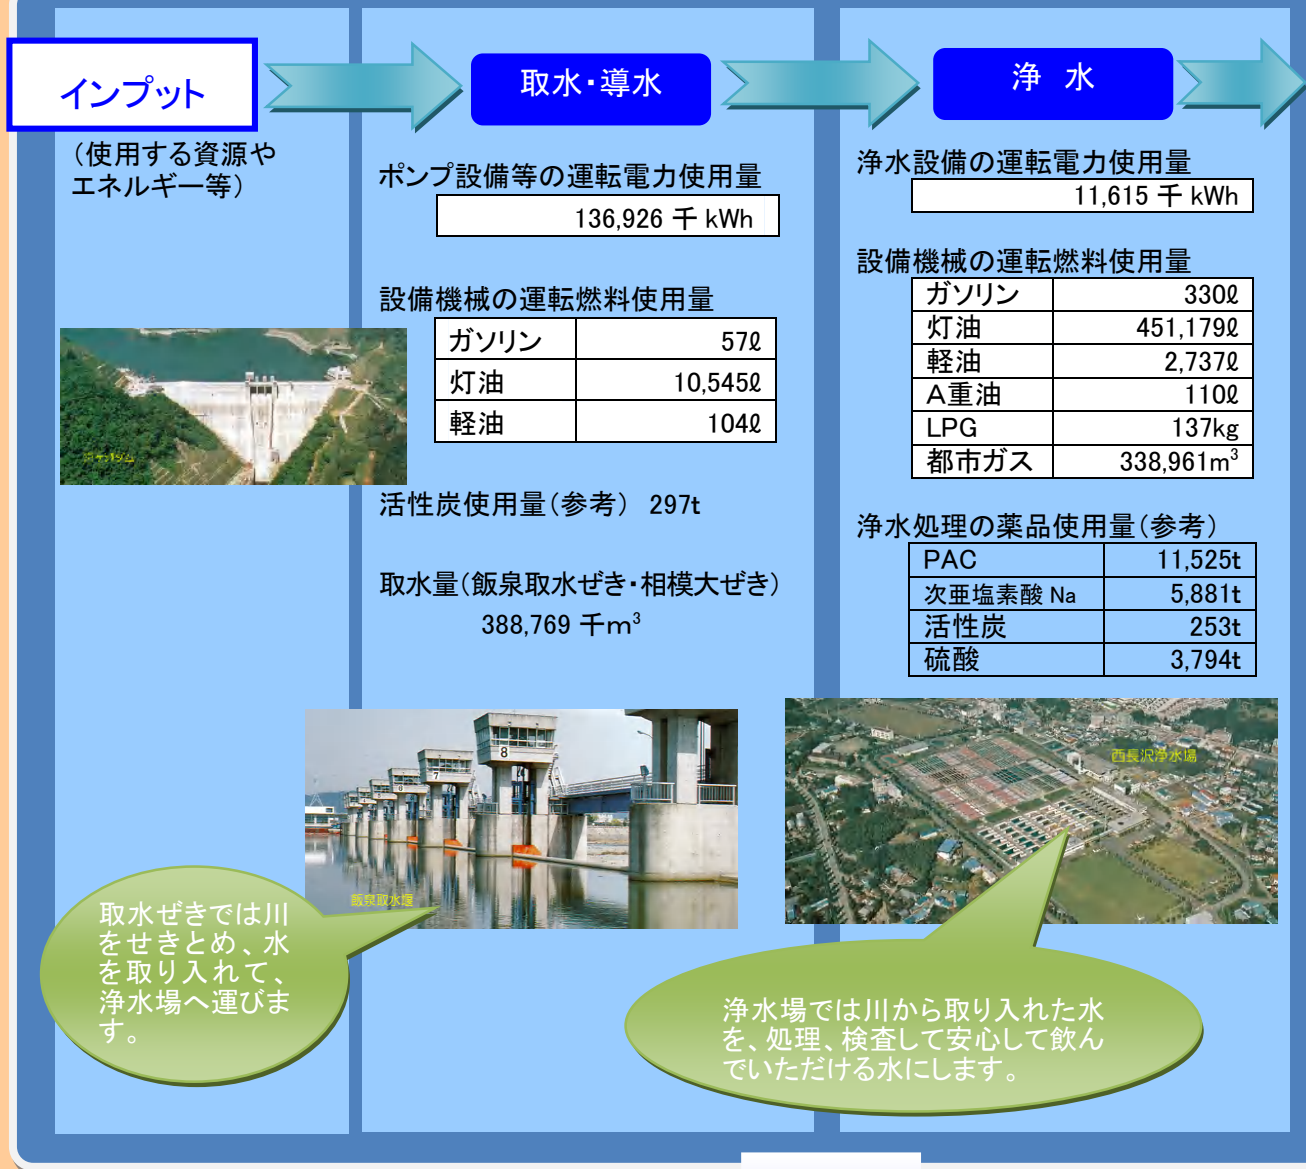 インプット
(使用する資源や
エネルギー等)
取水・導水
ポンプ設備等の運転電力使用量
136,926 千 kWh
設備機械の運転燃料使用量
ガソリン 57ℓ
灯油 10,545ℓ
軽油 104ℓ
活性炭使用量(参考) 297t
取水量(飯泉取水ぜき・相模大ぜき)
388,769 千m³
浄 水
浄水設備の運転電力使用量
11,615 千 kWh
設備機械の運転燃料使用量
ガソリン 330ℓ
灯油 451,179ℓ
軽油 2,737ℓ
A重油 110ℓ
LPG 137kg
都市ガス 338,961m³
浄水処理の薬品使用量(参考)
PAC 11,525t
次亜塩素酸 Na 5,881t
活性炭 253t
硫酸 3,794t
8
7
6
飯泉取水堰
西長沢浄水場
取水ぜきでは川
をせきとめ、水
を取り入れて、
浄水場へ運びま
す。
浄水場では川から取り入れた水
を、処理、検査して安心して飲ん
でいただける水にします。